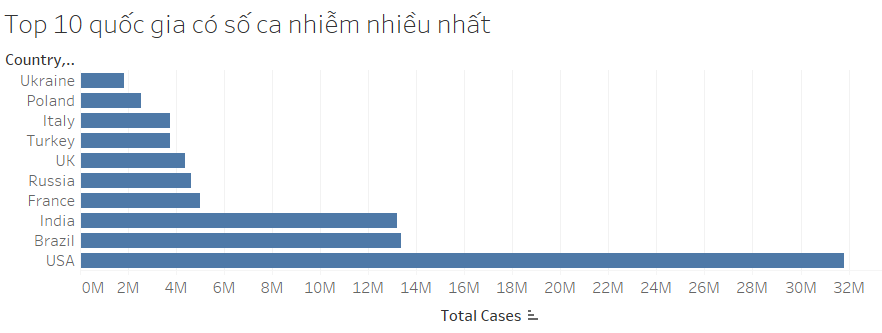 Top 10 quốc gia có số ca nhiễm nhiều nhất
Country,..
Ukraine
Poland
Italy
Turkey
UK
Russia
France
India
Brazil
USA
0M 2M 4M 6M 8M 10M 12M 14M 16M 18M 20M 22M 24M 26M 28M 30M 32M
Total Cases